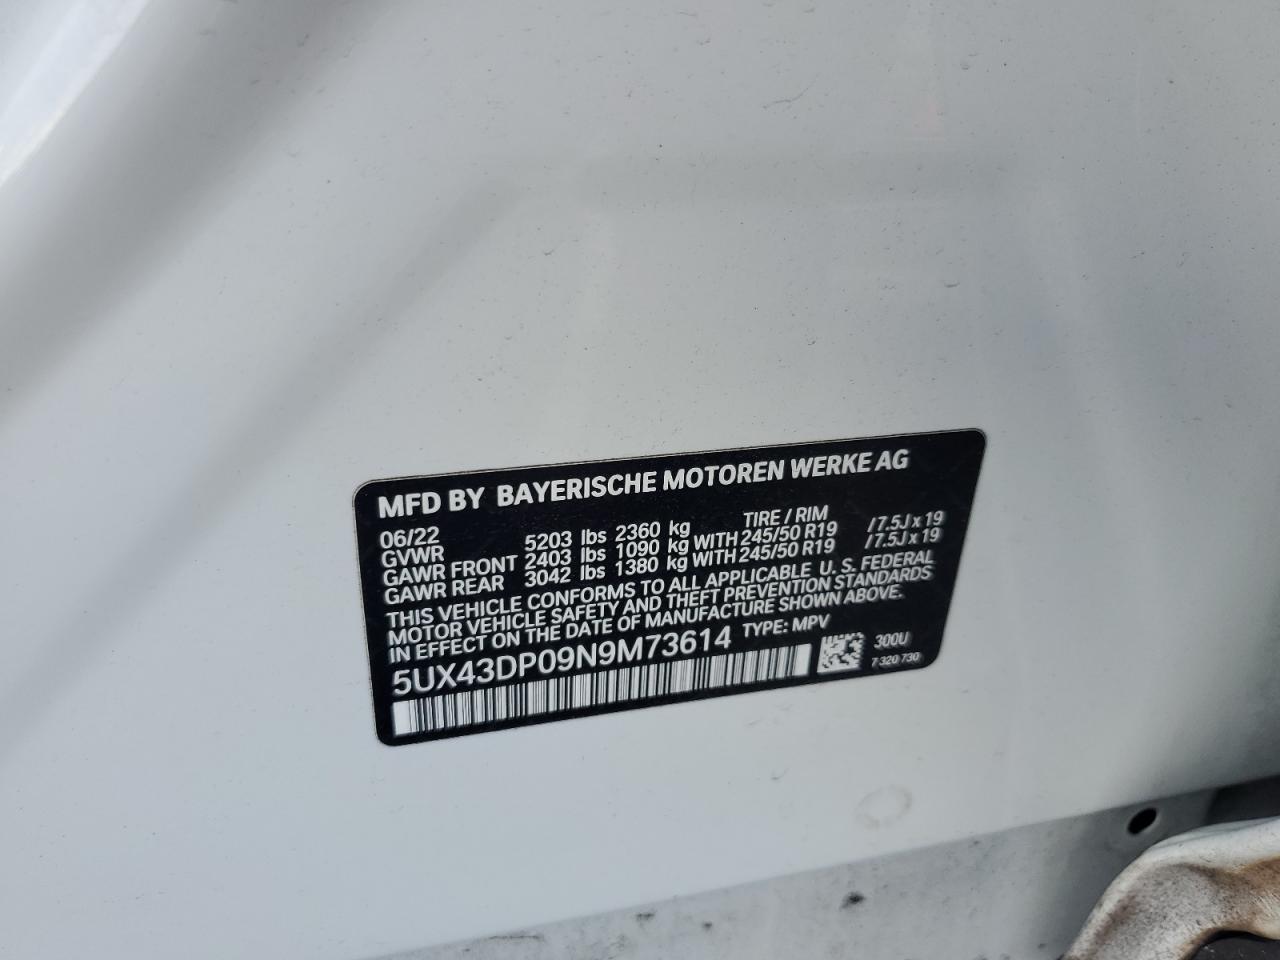 MFD BY BAYERISCHE MOTOREN WERKE AG
06/22 TIRE / RIM
GVWR 5203 lbs 2360 kg
GAWR FRONT 2403 lbs 1090 kg WITH 245/50 R19 /7.5J x 19
GAWR REAR 3042 lbs 1380 kg WITH 245/50 R19 /7.5J x 19
THIS VEHICLE CONFORMS TO ALL APPLICABLE U. S. FEDERAL
MOTOR VEHICLE SAFETY AND THEFT PREVENTION STANDARDS
IN EFFECT ON THE DATE OF MANUFACTURE SHOWN ABOVE.
5UX43DP09N9M73614 TYPE: MPV
300U
7 320 730